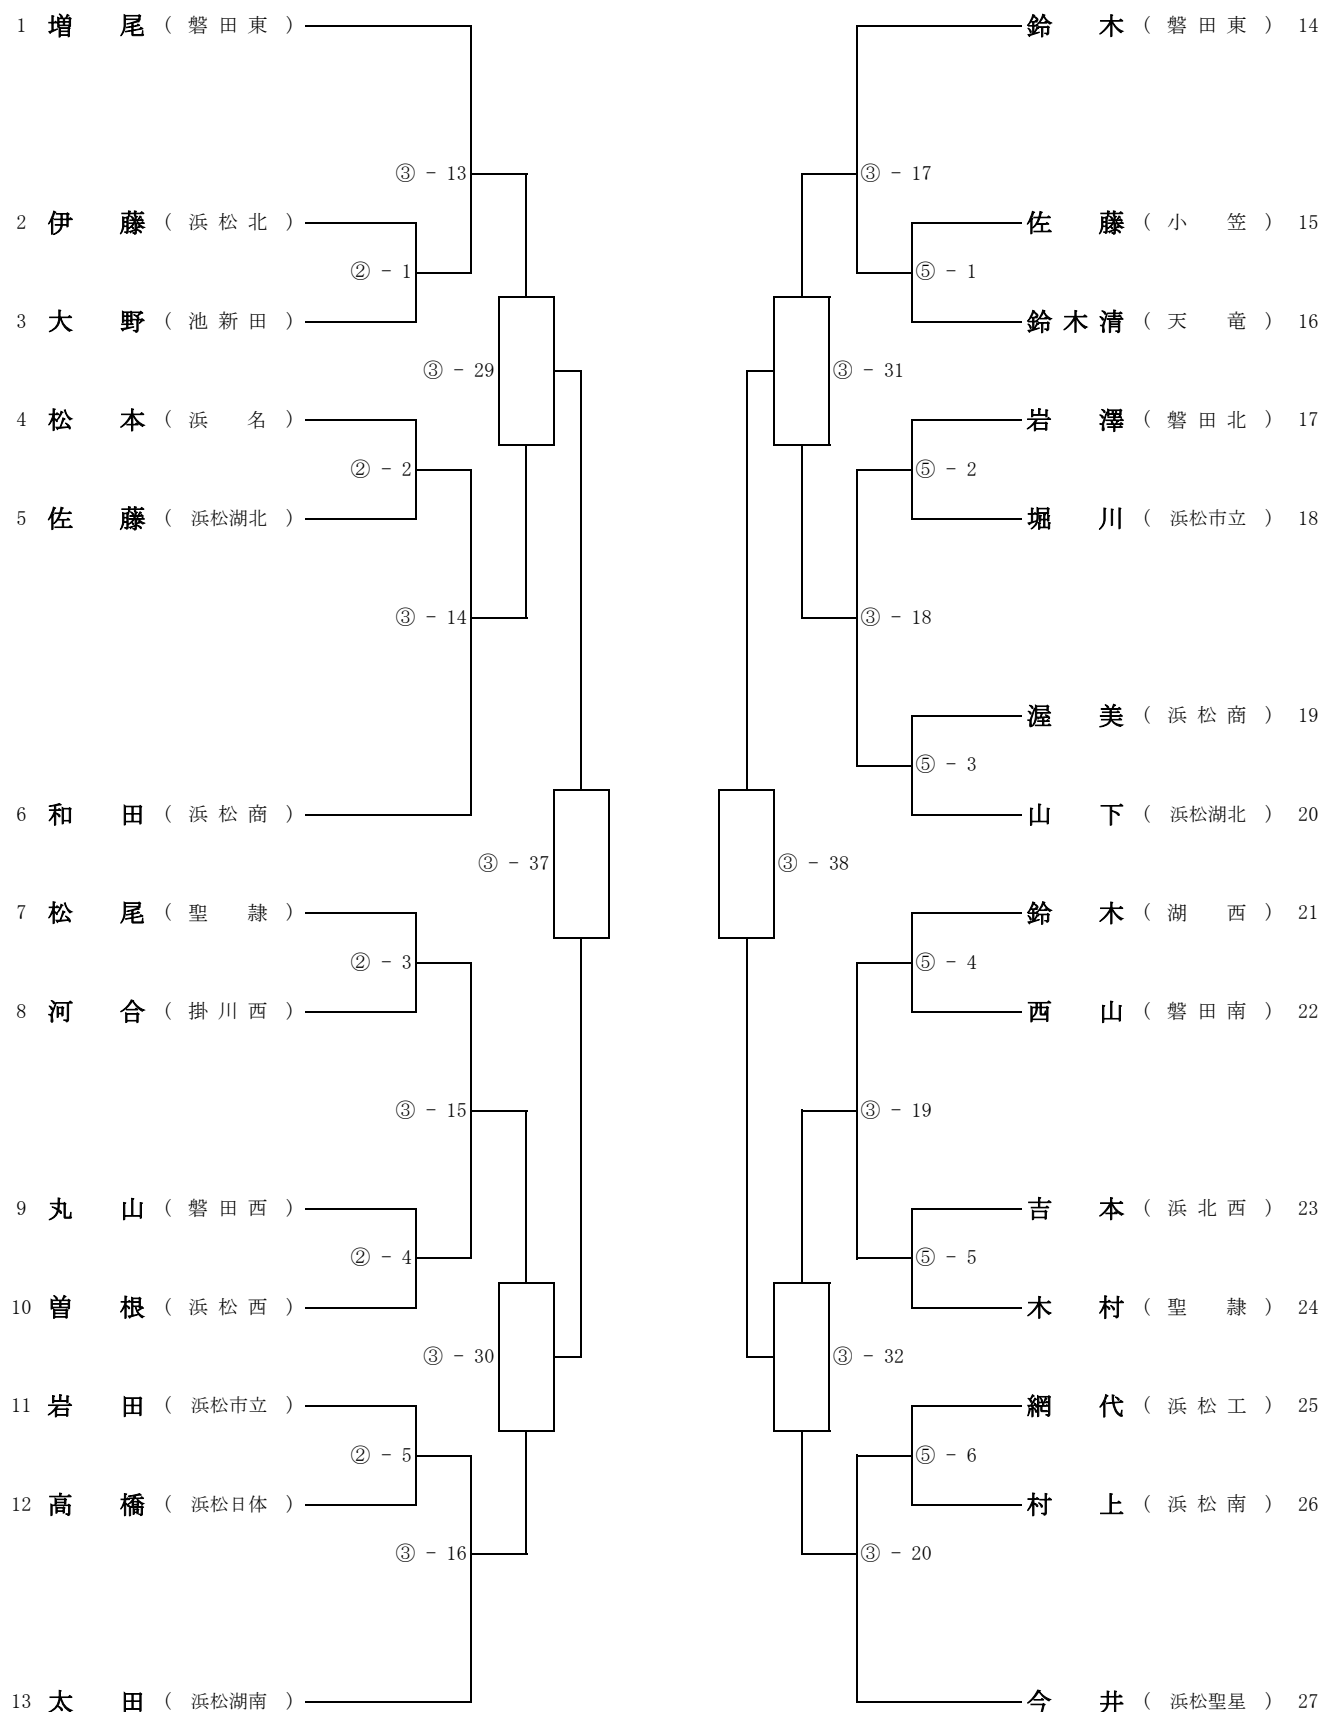 1 増 尾 ( 磐 田 東 )
③ - 13
2 伊 藤 ( 浜 松 北 )
② - 1
3 大 野 ( 池 新 田 )
③ - 29
4 松 本 ( 浜 名 )
② - 2
5 佐 藤 ( 浜松湖北 )
③ - 14
6 和 田 ( 浜 松 商 )
③ - 37
7 松 尾 ( 聖 隷 )
② - 3
8 河 合 ( 掛 川 西 )
③ - 15
9 丸 山 ( 磐 田 西 )
② - 4
10 曽 根 ( 浜 松 西 )
③ - 30
11 岩 田 ( 浜松市立 )
② - 5
12 高 橋 ( 浜松日体 )
③ - 16
13 太 田 ( 浜松湖南 )
鈴 木 ( 磐 田 東 ) 14
③ - 17
佐 藤 ( 小 笠 ) 15
⑤ - 1
鈴 木 清 ( 天 竜 ) 16
③ - 31
岩 澤 ( 磐 田 北 ) 17
⑤ - 2
堀 川 ( 浜松市立 ) 18
③ - 18
渥 美 ( 浜 松 商 ) 19
⑤ - 3
山 下 ( 浜松湖北 ) 20
③ - 38
鈴 木 ( 湖 西 ) 21
⑤ - 4
西 山 ( 磐 田 南 ) 22
③ - 19
吉 本 ( 浜 北 西 ) 23
⑤ - 5
木 村 ( 聖 隷 ) 24
③ - 32
網 代 ( 浜 松 工 ) 25
⑤ - 6
村 上 ( 浜 松 南 ) 26
③ - 20
今 井 ( 浜松聖星 ) 27